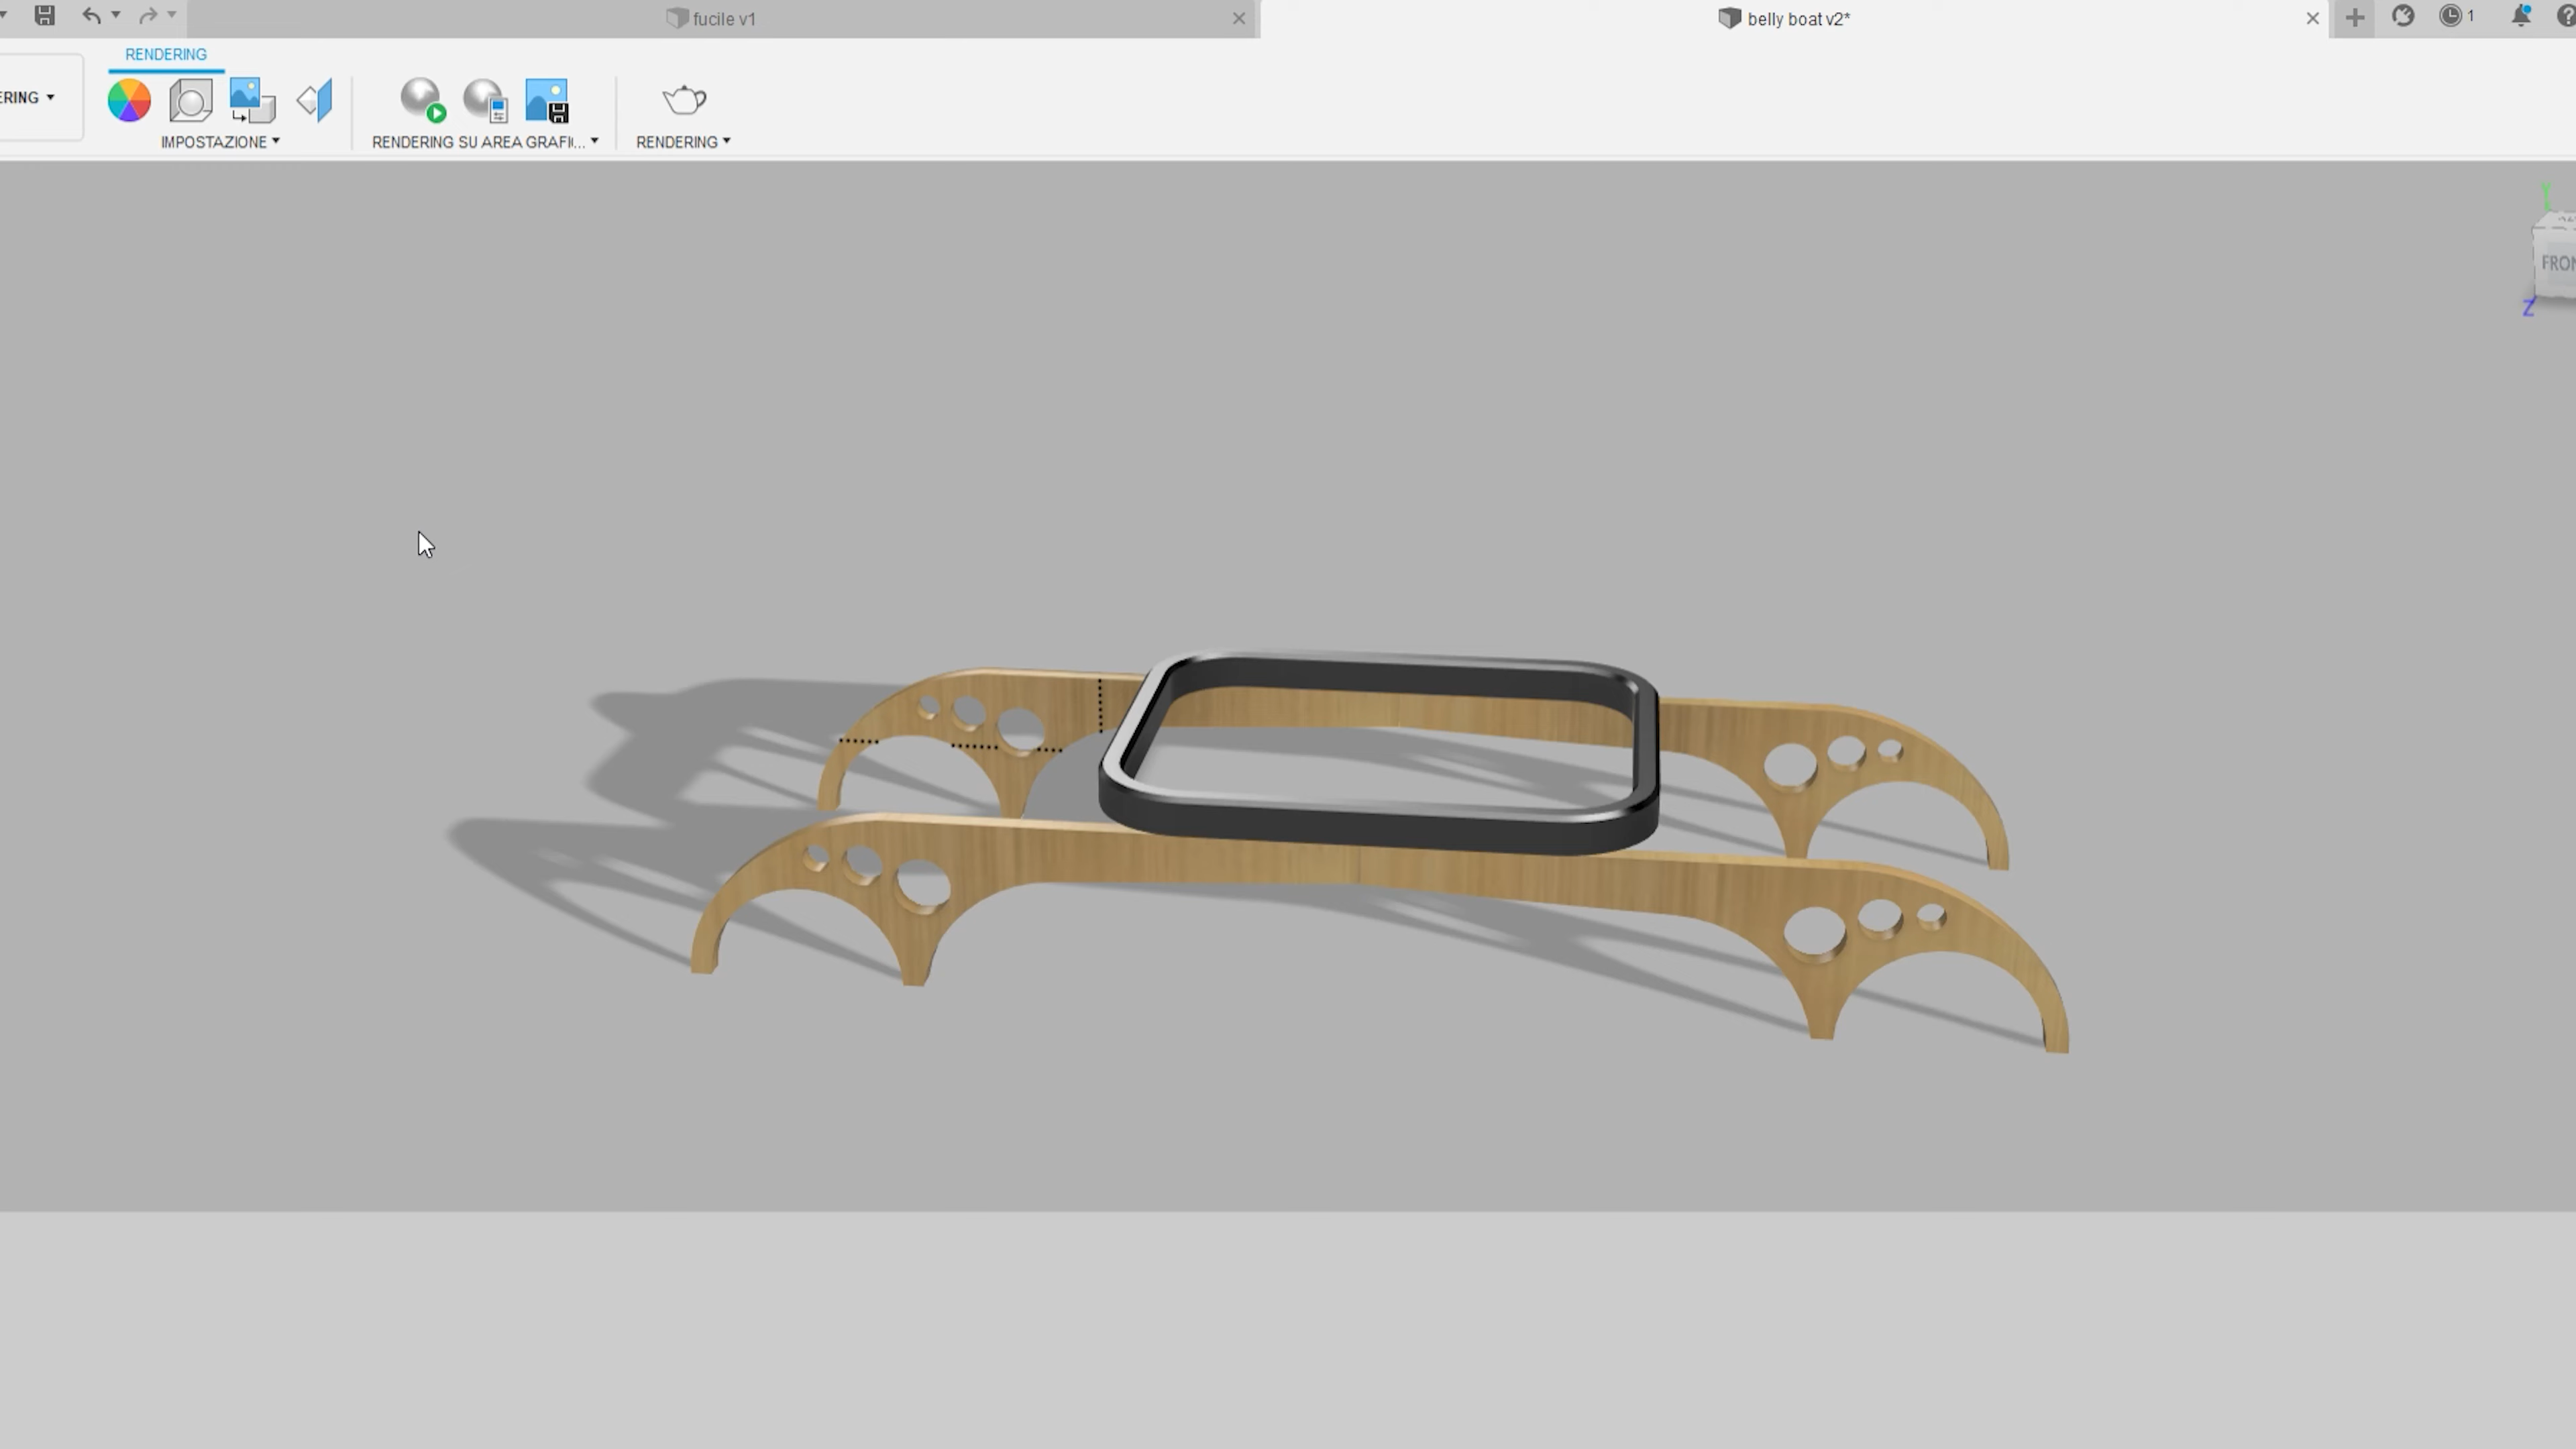 fucile v1
belly boat v2*
1
RENDERING
ERING
IMPOSTAZIONE
RENDERING SU AREA GRAFI...
RENDERING
Y
FRON
Z